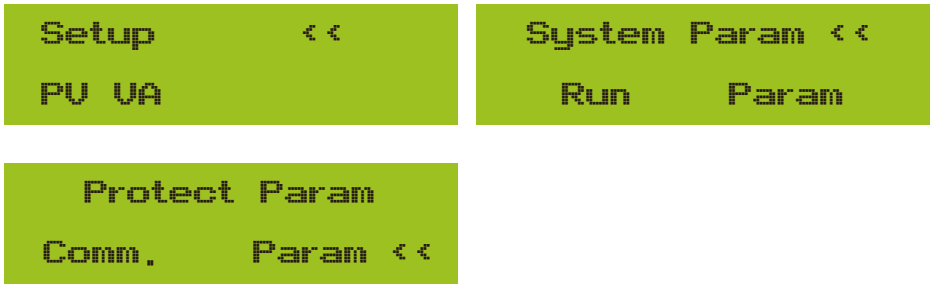 Setup <<
PV VA
System Param <<
Run Param
Protect Param
Comm. Param <<